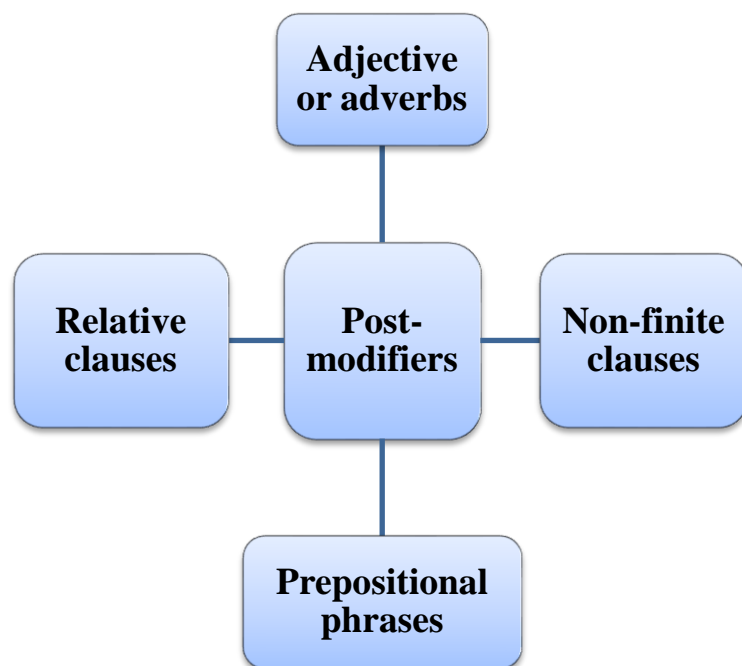 Adjective
or adverbs
Relative
clauses
Post-
modifiers
Non-finite
clauses
Prepositional
phrases